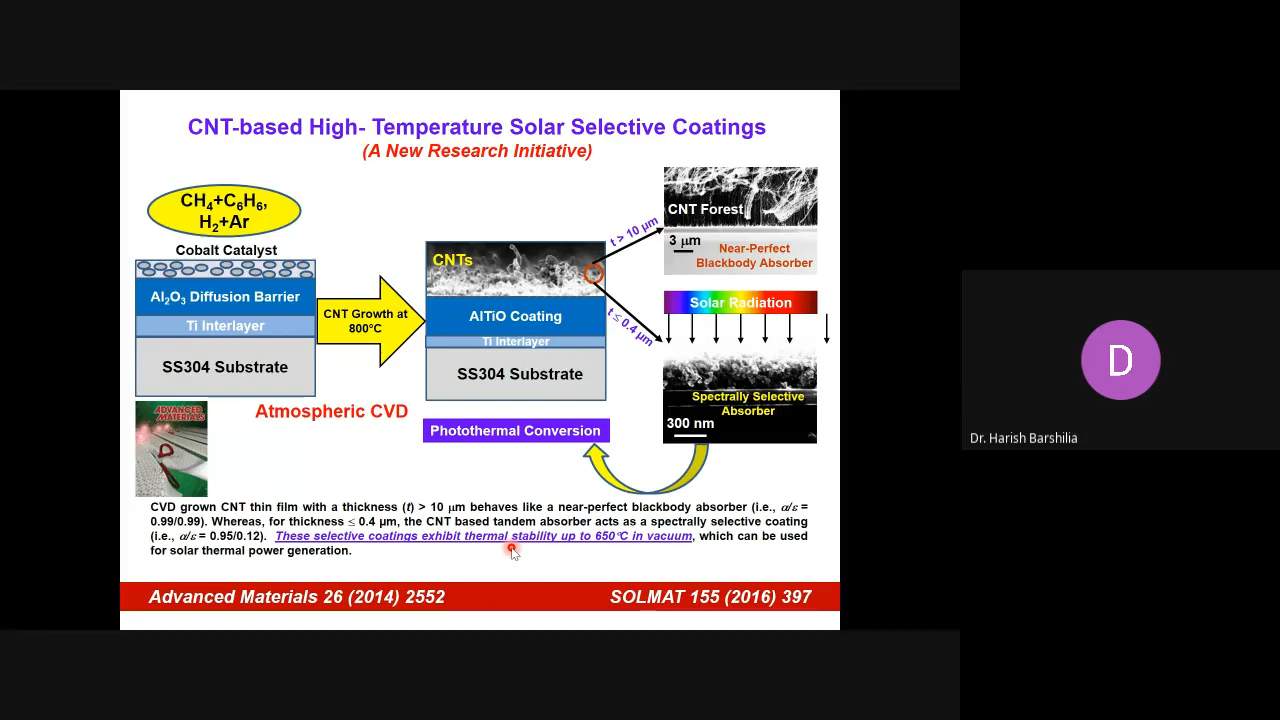 CNT-based High- Temperature Solar Selective Coatings
(A New Research Initiative)
CH4+C6H6,
H2+Ar
Cobalt Catalyst
Al2O3 Diffusion Barrier
Ti Interlayer
SS304 Substrate
CNT Growth at
800°C
Atmospheric CVD
ADVANCED
MATERIALS
CNTs
AlTiO Coating
Ti Interlayer
SS304 Substrate
Photothermal Conversion
t > 10 µm
t ≤ 0.4 µm
CNT Forest
3 µm
Near-Perfect
Blackbody Absorber
Solar Radiation
Spectrally Selective
Absorber
300 nm
CVD grown CNT thin film with a thickness (t) > 10 µm behaves like a near-perfect blackbody absorber (i.e., α/ε =
0.99/0.99). Whereas, for thickness ≤ 0.4 µm, the CNT based tandem absorber acts as a spectrally selective coating
(i.e., α/ε = 0.95/0.12). These selective coatings exhibit thermal stability up to 650°C in vacuum, which can be used
for solar thermal power generation.
Advanced Materials 26 (2014) 2552
SOLMAT 155 (2016) 397
D
Dr. Harish Barshilia